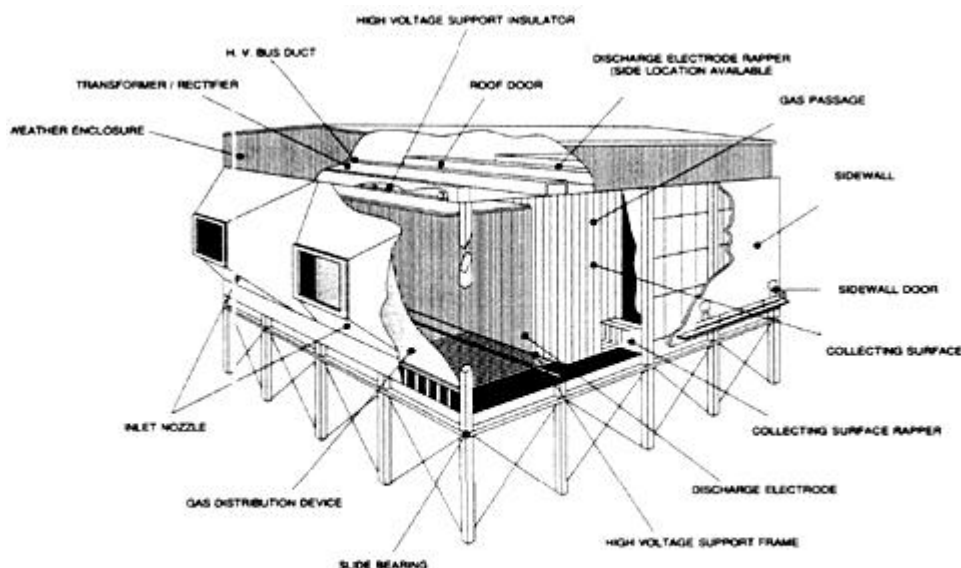 HIGH VOLTAGE SUPPORT INSULATOR
H. V. BUS DUCT
DISCHARGE ELECTRODE RAPPER
(SIDE LOCATION AVAILABLE
TRANSFORMER / RECTIFIER
ROOF DOOR
GAS PASSAGE
WEATHER ENCLOSURE
SIDEWALL
SIDEWALL DOOR
COLLECTING SURFACE
INLET NOZZLE
COLLECTING SURFACE RAPPER
GAS DISTRIBUTION DEVICE
DISCHARGE ELECTRODE
HIGH VOLTAGE SUPPORT FRAME
SLIDE BEARING